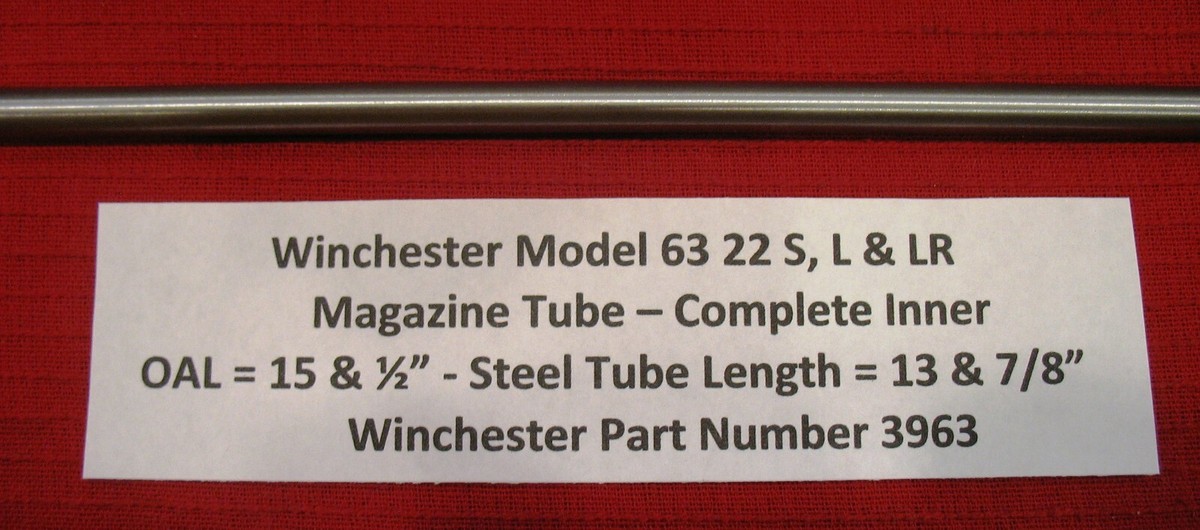 Winchester Model 63 22 S, L & LR
Magazine Tube – Complete Inner
OAL = 15 & ½” - Steel Tube Length = 13 & 7/8”
Winchester Part Number 3963